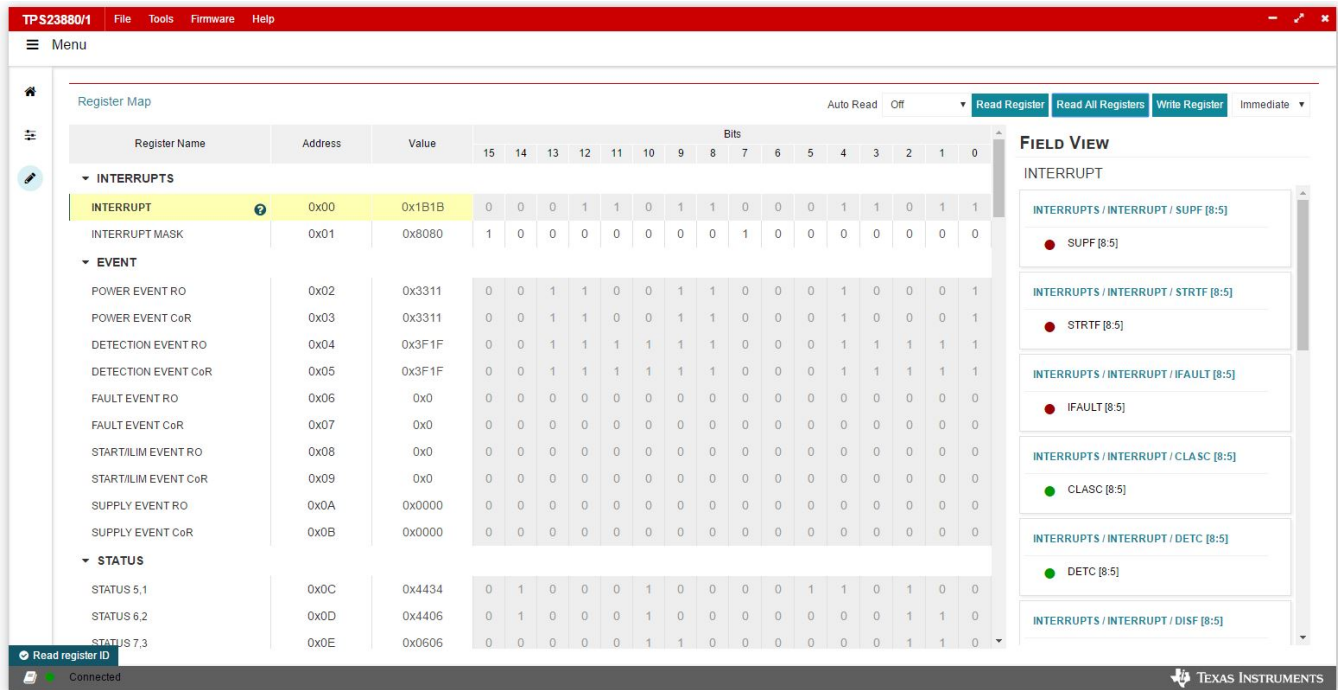 TPS23880/1 File Tools Firmware Help
Menu
Register Map
Auto Read Off Read Register Read All Registers Write Register Immediate
Register Name Address Value Bits
15 14 13 12 11 10 9 8 7 6 5 4 3 2 1 0
INTERRUPTS
INTERRUPT ? 0x00 0x1B1B 0 0 0 1 1 0 1 1 0 0 0 1 1 0 1 1
INTERRUPT MASK 0x01 0x8080 1 0 0 0 0 0 0 0 1 0 0 0 0 0 0 0
EVENT
POWER EVENT RO 0x02 0x3311 0 0 1 1 0 0 1 1 0 0 0 1 0 0 0 1
POWER EVENT CoR 0x03 0x3311 0 0 1 1 0 0 1 1 0 0 0 1 0 0 0 1
DETECTION EVENT RO 0x04 0x3F1F 0 0 1 1 1 1 1 1 0 0 0 1 1 1 1 1
DETECTION EVENT CoR 0x05 0x3F1F 0 0 1 1 1 1 1 1 0 0 0 1 1 1 1 1
FAULT EVENT RO 0x06 0x0 0 0 0 0 0 0 0 0 0 0 0 0 0 0 0 0
FAULT EVENT CoR 0x07 0x0 0 0 0 0 0 0 0 0 0 0 0 0 0 0 0 0
START/ILIM EVENT RO 0x08 0x0 0 0 0 0 0 0 0 0 0 0 0 0 0 0 0 0
START/ILIM EVENT CoR 0x09 0x0 0 0 0 0 0 0 0 0 0 0 0 0 0 0 0 0
SUPPLY EVENT RO 0x0A 0x0000 0 0 0 0 0 0 0 0 0 0 0 0 0 0 0 0
SUPPLY EVENT CoR 0x0B 0x0000 0 0 0 0 0 0 0 0 0 0 0 0 0 0 0 0
STATUS
STATUS 5,1 0x0C 0x4434 0 1 0 0 0 1 0 0 0 0 1 1 0 1 0 0
STATUS 6,2 0x0D 0x4406 0 1 0 0 0 1 0 0 0 0 0 0 0 1 1 0
STATUS 7,3 0x0E 0x0606 0 0 0 0 0 1 1 0 0 0 0 0 0 1 1 0
FIELD VIEW
INTERRUPT
INTERRUPTS / INTERRUPT / SUPF [8:5]
SUPF [8:5]
INTERRUPTS / INTERRUPT / STRTF [8:5]
STRTF [8:5]
INTERRUPTS / INTERRUPT / IFAULT [8:5]
IFAULT [8:5]
INTERRUPTS / INTERRUPT / CLASC [8:5]
CLASC [8:5]
INTERRUPTS / INTERRUPT / DETC [8:5]
DETC [8:5]
INTERRUPTS / INTERRUPT / DISF [8:5]
Read register ID
Connected
TEXAS INSTRUMENTS